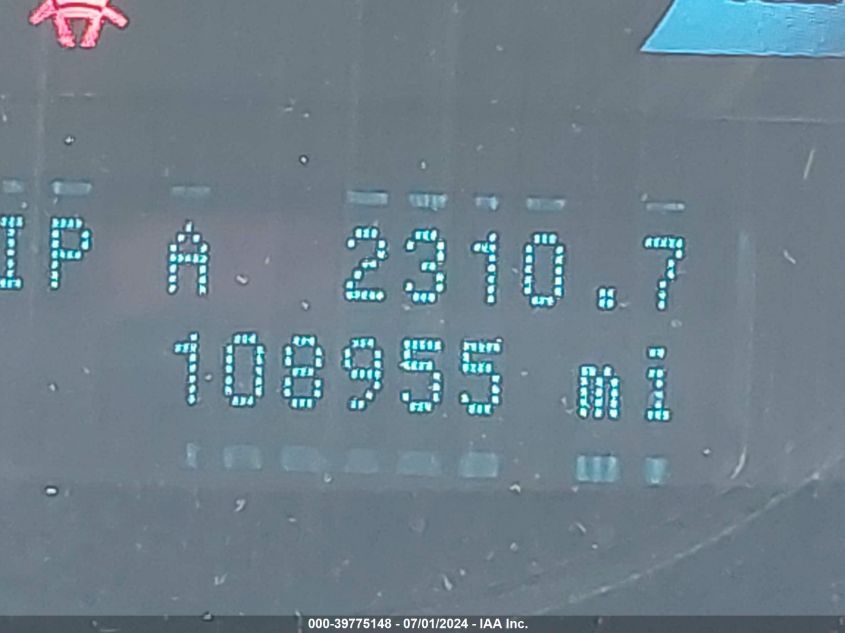 IP A 2310.7
108955 mi
000-39775148 - 07/01/2024 - IAA Inc.